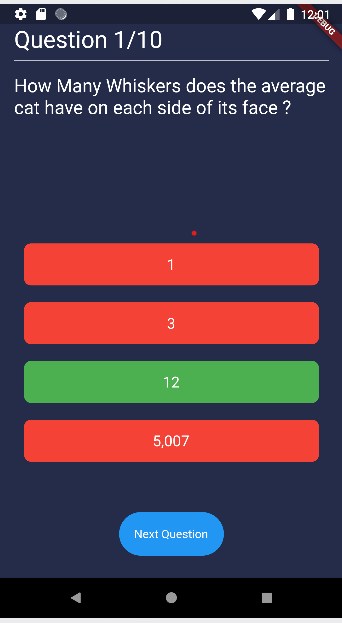 12:01
DEBUG
Question 1/10
How Many Whiskers does the average
cat have on each side of its face ?
1
3
12
5,007
Next Question